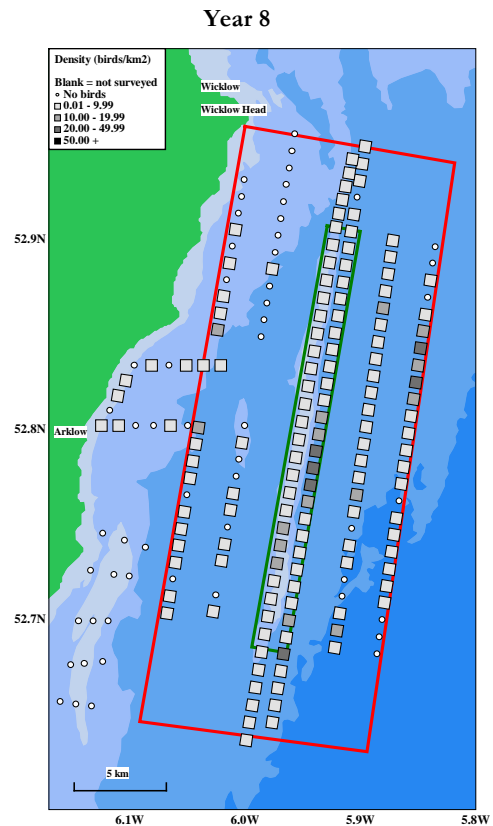 Year 8
Density (birds/km2)
Blank = not surveyed
No birds
0.01 - 9.99
10.00 - 19.99
20.00 - 49.99
50.00 +
Wicklow
Wicklow Head
52.9N
52.8N
Arklow
52.7N
5 km
6.1W 6.0W 5.9W 5.8W